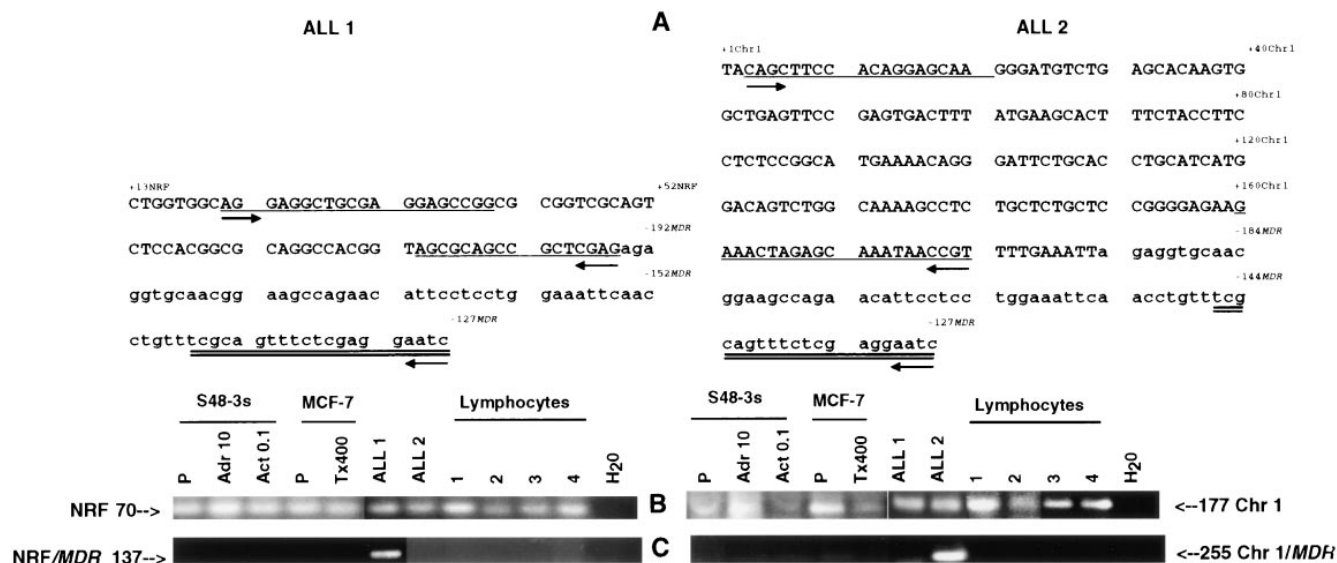 ALL 1
A
ALL 2
+13NRF +52NRF
CTGGTGGCAG GAGGCTGCGA GGAGCCGGCG CGGTCGCAGT
-192MDR
CTCCACGGCG CAGGCCACGG TAGCGCAGCC GCTCGAGaga
-152MDR
ggtgcaacgg aagccagaac attcctcctg gaaattcaac
-127MDR
ctgtttcgca gtttctcgag gaatc
+1Chr1 +40Chr1
TACAGCTTCC ACAGGAGCAA GGGATGTCTG AGCACAAGTG
+80Chr1
GCTGAGTTCC GAGTGACTTT ATGAAGCACT TTCTACCTTC
+120Chr1
CTCTCCGGCA TGAAAACAGG GATTCTGCAC CTGCATCATG
+160Chr1
GACAGTCTGG CAAAAGCCTC TGCTCTGCTC CGGGGAGAAG
-184MDR
AAACTAGAGC AAATAACCGT TTTGAAATTa gaggtgcaac
-144MDR
ggaagccaga acattcctcc tggaaattca acctgtttcg
-127MDR
cagtttctcg aggaatc
S48-3s MCF-7 Lymphocytes
P Adr 10 Act 0.1 P Tx400 ALL 1 ALL 2 1 2 3 4 H20
S48-3s MCF-7 Lymphocytes
P Adr 10 Act 0.1 P Tx400 ALL 1 ALL 2 1 2 3 4 H20
NRF 70--> B <--177 Chr 1
NRF/MDR 137--> C <--255 Chr 1/MDR